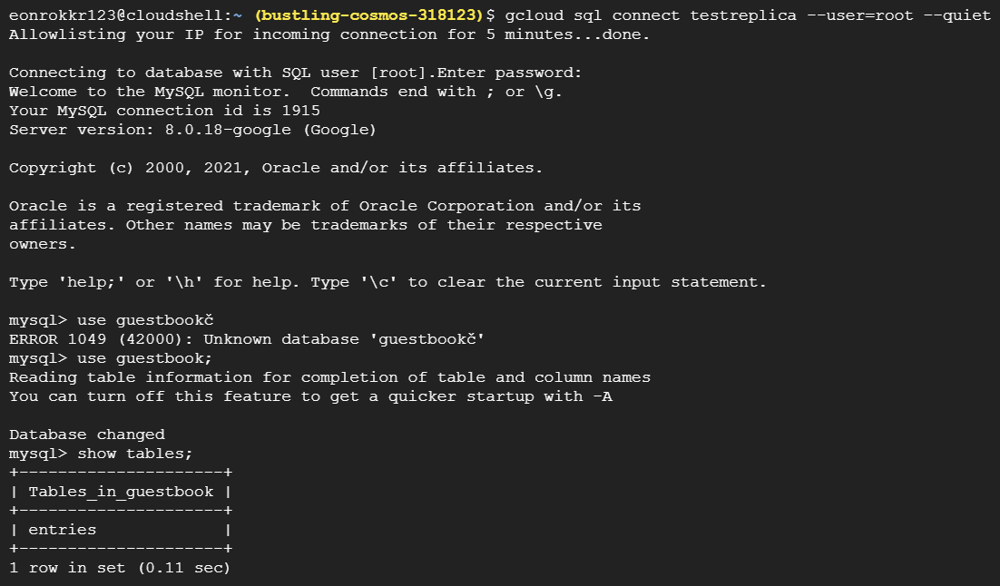 eonrokkr123@cloudshell:~ (bustling-cosmos-318123)$ gcloud sql connect testreplica --user=root --quiet
Allowlisting your IP for incoming connection for 5 minutes...done.
Connecting to database with SQL user [root].Enter password:
Welcome to the MySQL monitor.  Commands end with ; or \g.
Your MySQL connection id is 1915
Server version: 8.0.18-google (Google)
Copyright (c) 2000, 2021, Oracle and/or its affiliates.
Oracle is a registered trademark of Oracle Corporation and/or its
affiliates. Other names may be trademarks of their respective
owners.
Type 'help;' or '\h' for help. Type '\c' to clear the current input statement.
mysql> use guestbookč
ERROR 1049 (42000): Unknown database 'guestbookč'
mysql> use guestbook;
Reading table information for completion of table and column names
You can turn off this feature to get a quicker startup with -A
Database changed
mysql> show tables;
+---------------------+
| Tables_in_guestbook |
+---------------------+
| entries             |
+---------------------+
1 row in set (0.11 sec)